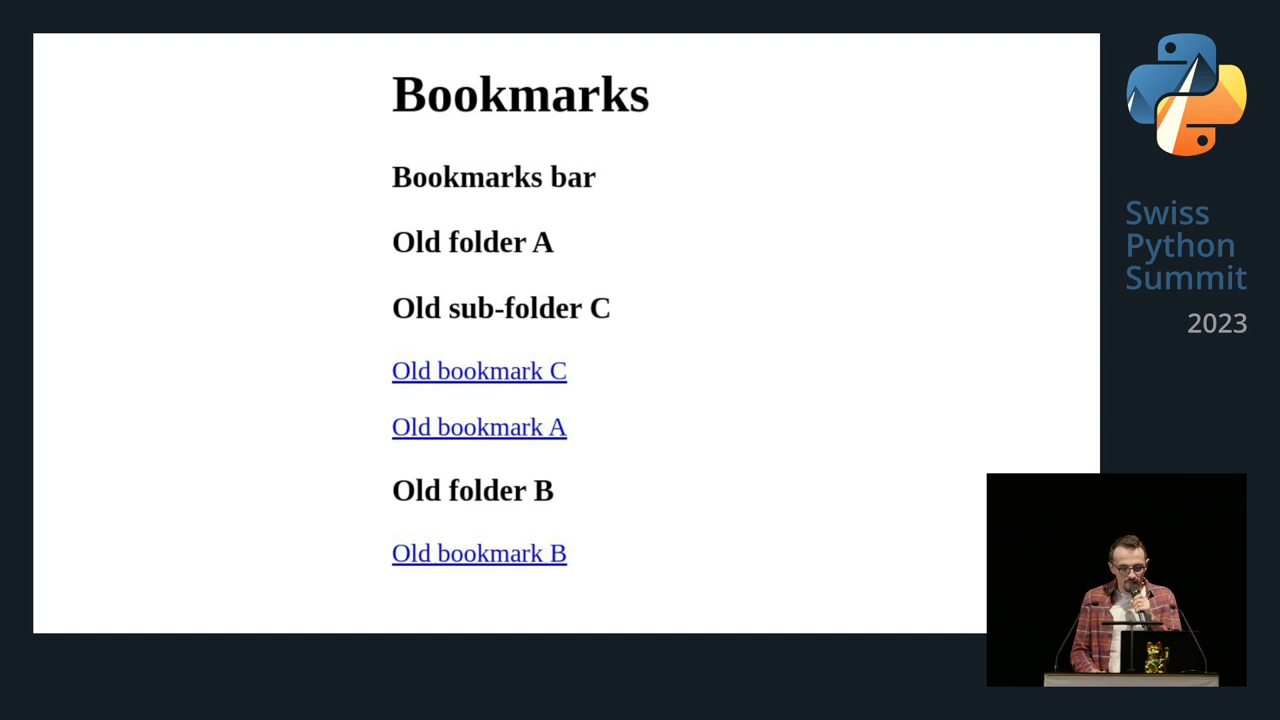 Bookmarks
Bookmarks bar
Old folder A
Old sub-folder C
Old bookmark C
Old bookmark A
Old folder B
Old bookmark B
Swiss
Python
Summit
2023